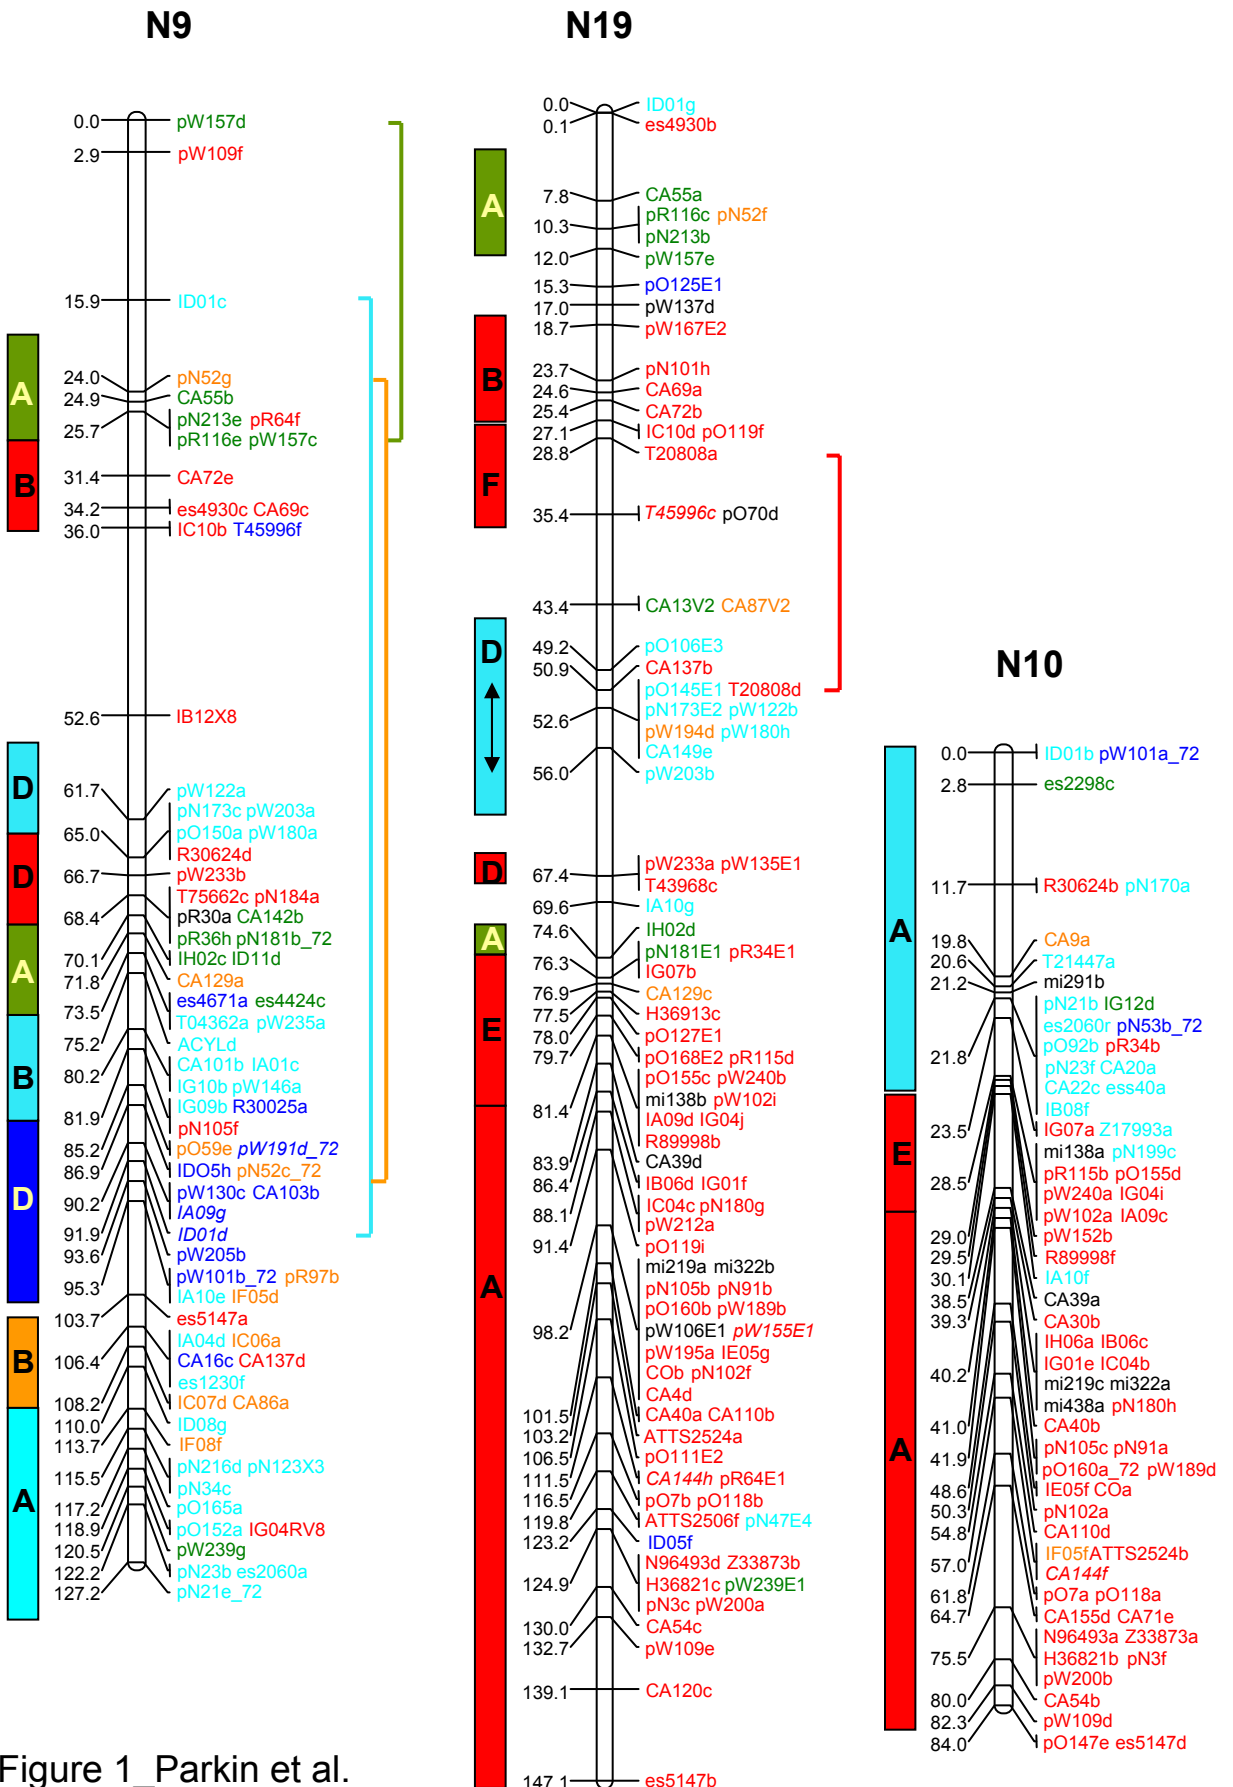 N9
N19
N10
A
B
D
D
A
B
D
B
A
0.0
2.9
15.9
24.0
24.9
25.7
31.4
34.2
36.0
52.6
61.7
65.0
66.7
68.4
70.1
71.8
73.5
75.2
80.2
81.9
85.2
86.9
90.2
91.9
93.6
95.3
103.7
106.4
108.2
110.0
113.7
115.5
117.2
118.9
120.5
122.2
127.2
pW157d
pW109f
ID01c
pN52g
CA55b
pN213e pR64f
pR116e pW157c
CA72e
es4930c CA69c
IC10b T45996f
IB12X8
pW122a
pN173c pW203a
pO150a pW180a
R30624d
pW233b
T75662c pN184a
pR30a CA142b
pR36h pN181b_72
IH02c ID11d
CA129a
es4671a es4424c
T04362a pW235a
ACYLd
CA101b IA01c
IG10b pW146a
IG09b R30025a
pN105f
pO59e pW191d_72
IDO5h pN52c_72
pW130c CA103b
IA09g
ID01d
pW205b
pW101b_72 pR97b
IA10e IF05d
es5147a
IA04d IC06a
CA16c CA137d
es1230f
IC07d CA86a
ID08g
IF08f
pN216d pN123X3
pN34c
pO165a
pO152a IG04RV8
pW239g
pN23b es2060a
pN21e_72
A
B
F
D
D
A
E
A
0.0
0.1
7.8
10.3
12.0
15.3
17.0
18.7
23.7
24.6
25.4
27.1
28.8
35.4
43.4
49.2
50.9
52.6
56.0
67.4
69.6
74.6
76.3
76.9
77.5
78.0
79.7
81.4
83.9
86.4
88.1
91.4
98.2
101.5
103.2
106.5
111.5
116.5
119.8
123.2
124.9
130.0
132.7
139.1
147.1
ID01g
es4930b
CA55a
pR116c pN52f
pN213b
pW157e
pO125E1
pW137d
pW167E2
pN101h
CA69a
CA72b
IC10d pO119f
T20808a
T45996c pO70d
CA13V2 CA87V2
pO106E3
CA137b
pO145E1 T20808d
pN173E2 pW122b
pW194d pW180h
CA149e
pW203b
pW233a pW135E1
T43968c
IA10g
IH02d
pN181E1 pR34E1
IG07b
CA129c
H36913c
pO127E1
pO168E2 pR115d
pO155c pW240b
mi138b pW102i
IA09d IG04j
R89998b
CA39d
IB06d IG01f
IC04c pN180g
pW212a
pO119i
mi219a mi322b
pN105b pN91b
pO160b pW189b
pW106E1 pW155E1
pW195a IE05g
COb pN102f
CA4d
CA40a CA110b
ATTS2524a
pO111E2
CA144h pR64E1
pO7b pO118b
ATTS2506f pN47E4
ID05f
N96493d Z33873b
H36821c pW239E1
pN3c pW200a
CA54c
pW109e
CA120c
es5147b
A
E
A
0.0
2.8
11.7
19.8
20.6
21.2
21.8
23.5
28.5
29.0
29.5
30.1
38.5
39.3
40.2
41.0
41.9
48.6
50.3
54.8
57.0
61.8
64.7
75.5
80.0
82.3
84.0
ID01b pW101a_72
es2298c
R30624b pN170a
CA9a
T21447a
mi291b
pN21b IG12d
es2060r pN53b_72
pO92b pR34b
pN23f CA20a
CA22c ess40a
IB08f
IG07a Z17993a
mi138a pN199c
pR115b pO155d
pW240a IG04i
pW102a IA09c
pW152b
R89998f
IA10f
CA39a
CA30b
IH06a IB06c
IG01e IC04b
mi219c mi322a
mi438a pN180h
CA40b
pN105c pN91a
pO160a_72 pW189d
IE05f COa
pN102a
CA110d
IF05fATTS2524b
CA144f
pO7a pO118a
CA155d CA71e
N96493a Z33873a
H36821b pN3f
pW200b
CA54b
pW109d
pO147e es5147d
Figure 1_Parkin et al.